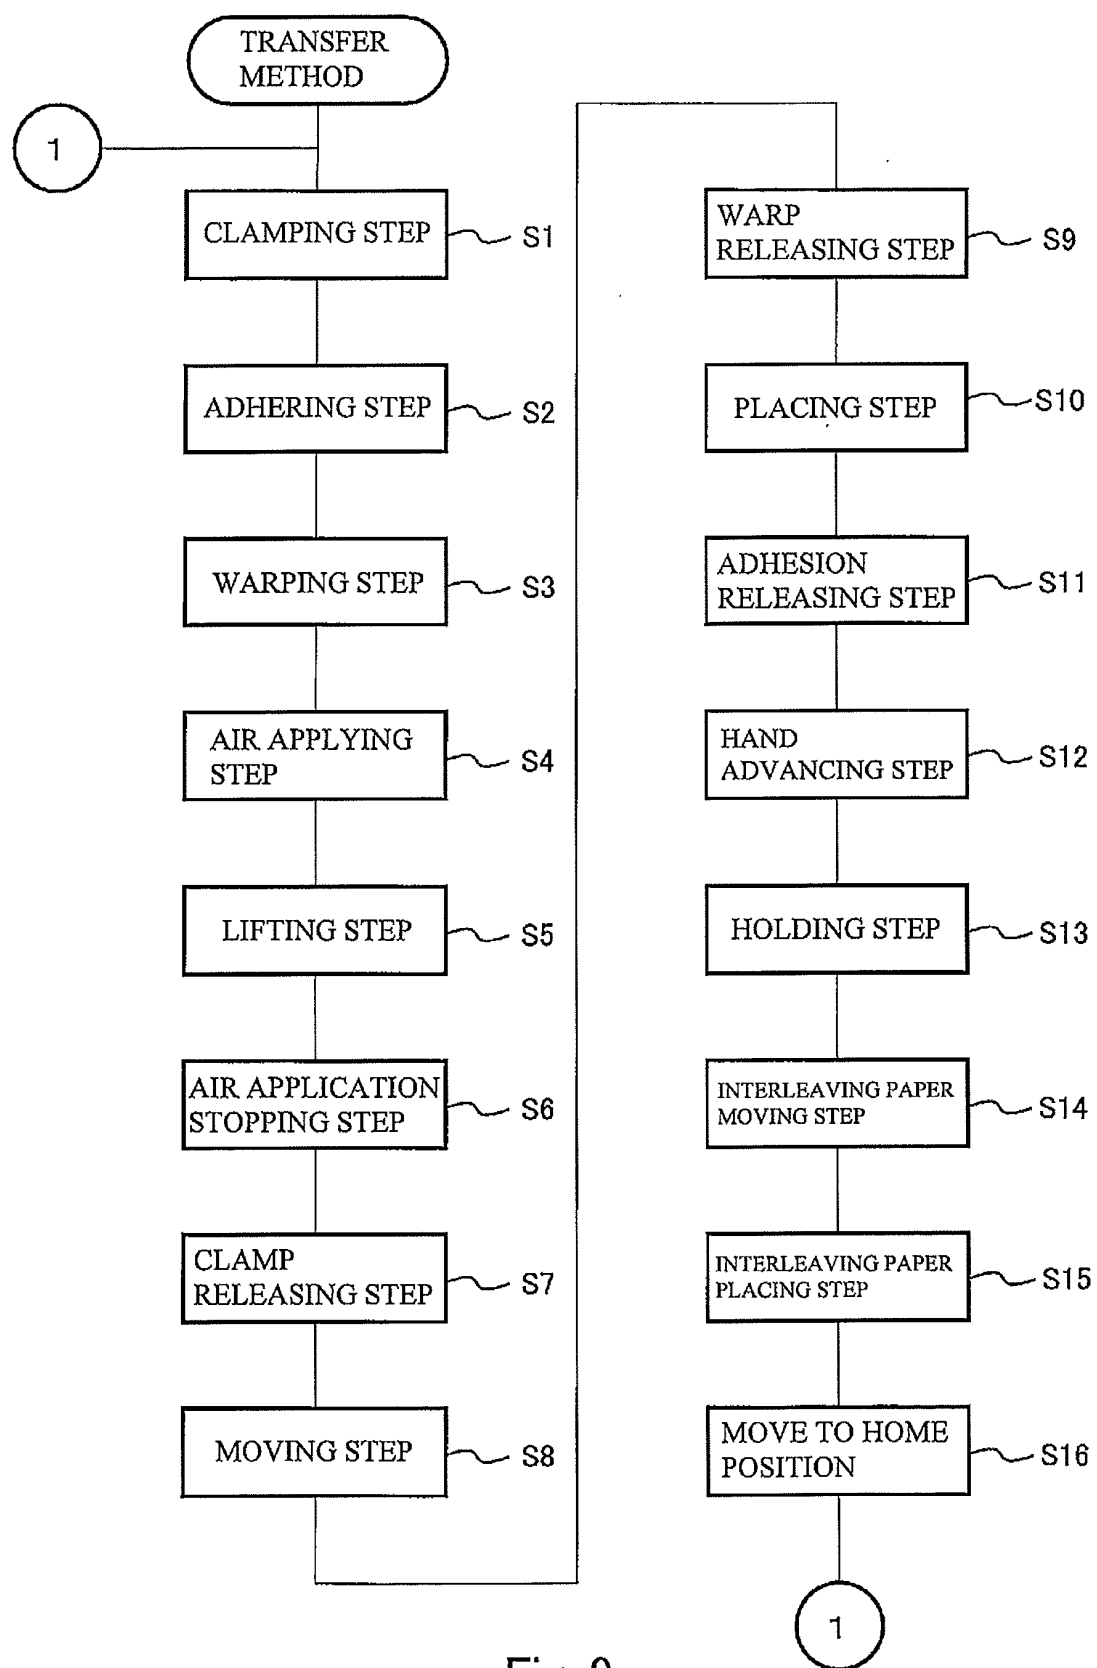 TRANSFER
METHOD
1
CLAMPING STEP
S1
ADHERING STEP
S2
WARPING STEP
S3
AIR APPLYING
STEP
S4
LIFTING STEP
S5
AIR APPLICATION
STOPPING STEP
S6
CLAMP
RELEASING STEP
S7
MOVING STEP
S8
WARP
RELEASING STEP
S9
PLACING STEP
S10
ADHESION
RELEASING STEP
S11
HAND
ADVANCING STEP
S12
HOLDING STEP
S13
INTERLEAVING PAPER
MOVING STEP
S14
INTERLEAVING PAPER
PLACING STEP
S15
MOVE TO HOME
POSITION
S16
1